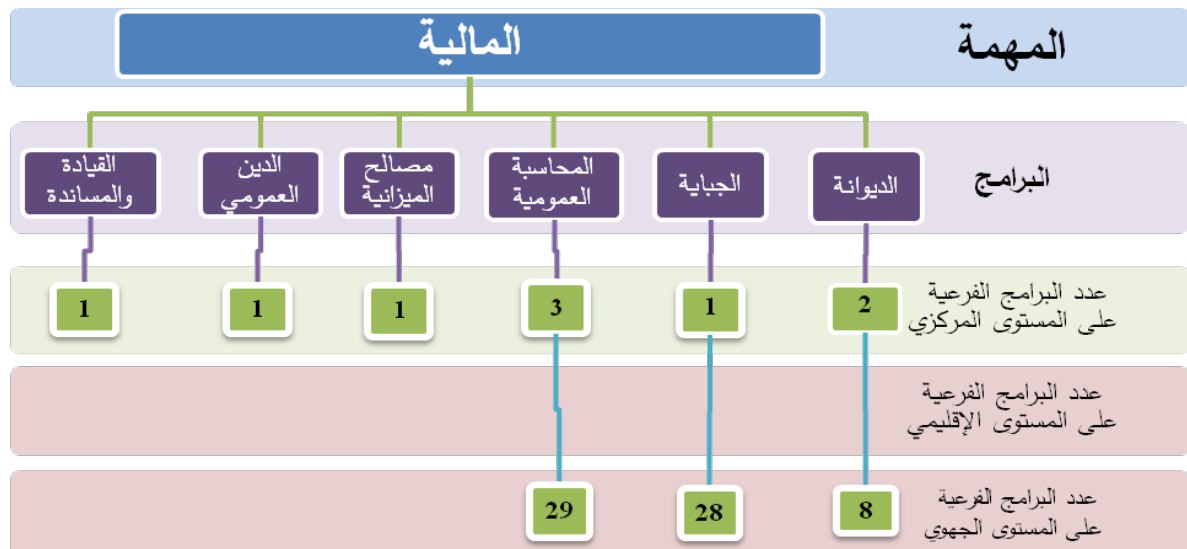 المهمة
المالية
البرامج
الديوانة
الجباية
المحاسبة
العمومية
مصالح
الميزانية
الدين
العمومي
القيادة
والمساندة
عدد البرامج الفرعية
على المستوى المركزي
2
1
3
1
1
1
عدد البرامج الفرعية
على المستوى الإقليمي
عدد البرامج الفرعية
على المستوى الجهوي
8
28
29